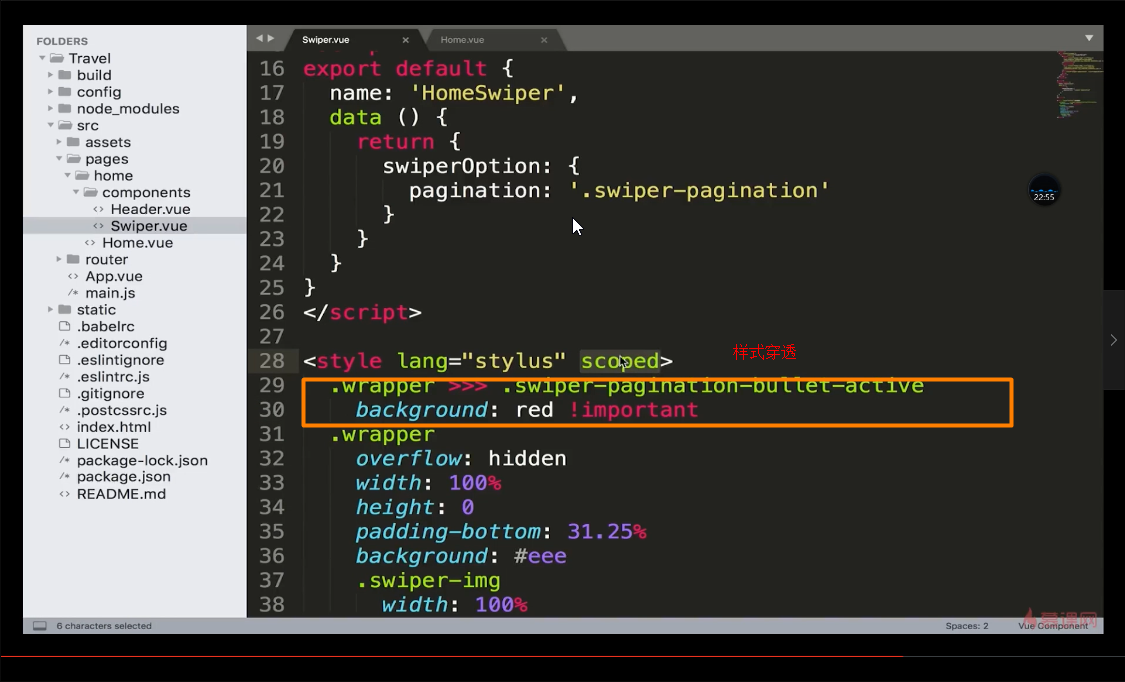 FOLDERS
Travel
build
config
node_modules
src
assets
pages
home
components
<> Header.vue
<> Swiper.vue
<> Home.vue
router
<> App.vue
/* main.js
static
.babelrc
/* .editorconfig
.eslintignore
/* .eslintrc.js
.gitignore
/* .postcssrc.js
<> index.html
LICENSE
/* package-lock.json
/* package.json
<> README.md
Swiper.vue × Home.vue ×
16 export default {
17 name: 'HomeSwiper',
18 data () {
19 return {
20 swiperOption: {
21 pagination: '.swiper-pagination'
22 }
23 }
24 }
25 }
26 </script>
27
28 <style lang="stylus" scoped>
样式穿透
29 .wrapper >>> .swiper-pagination-bullet-active
30 background: red !important
31 .wrapper
32 overflow: hidden
33 width: 100%
34 height: 0
35 padding-bottom: 31.25%
36 background: #eee
37 .swiper-img
38 width: 100%
22:55
6 characters selected
Spaces: 2
Vue Component
慕课网